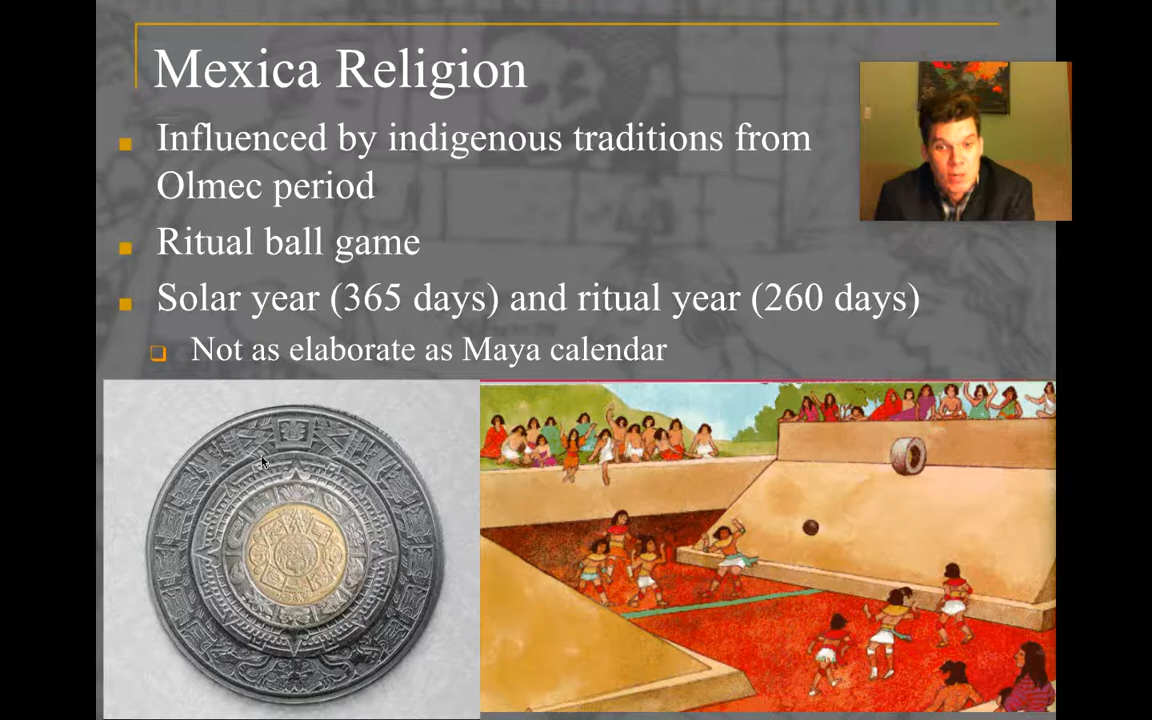 Mexica Religion
Influenced by indigenous traditions from
Olmec period
Ritual ball game
Solar year (365 days) and ritual year (260 days)
Not as elaborate as Maya calendar